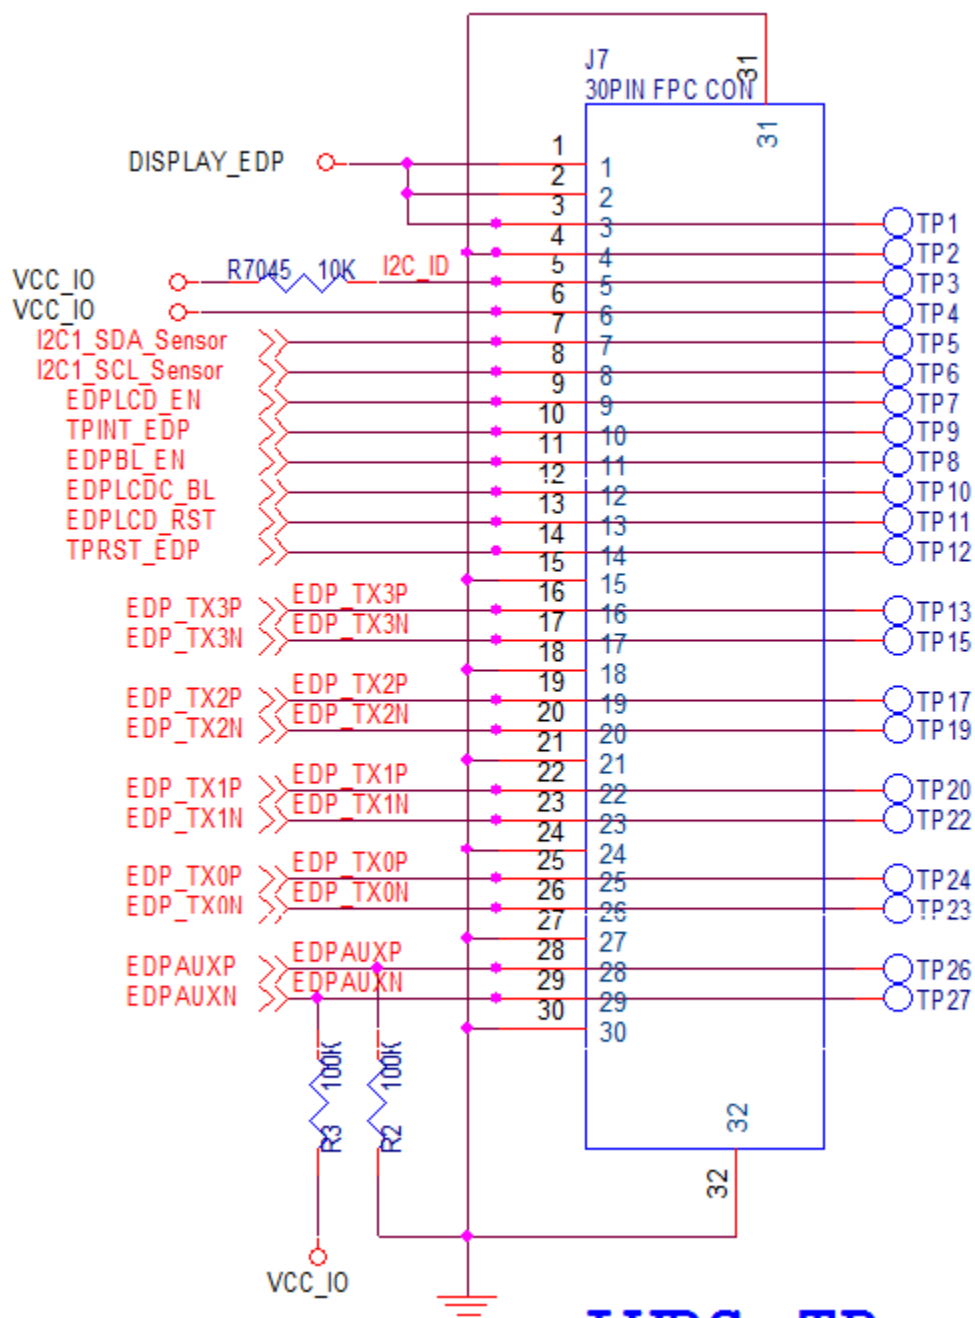 31
J7
30PIN FPC CON
31
DISPLAY_EDP
1
1
2
2
3
3
TP1
4
4
TP2
VCC_IO
R7045
10K
I2C_ID
5
5
TP3
VCC_IO
6
6
TP4
I2C1_SDA_Sensor
7
7
TP5
I2C1_SCL_Sensor
8
8
TP6
EDPLCD_EN
9
9
TP7
TPINT_EDP
10
10
TP9
EDPBL_EN
11
11
TP8
EDPLCDC_BL
12
12
TP10
EDPLCD_RST
13
13
TP11
TPRST_EDP
14
14
TP12
15
15
EDP_TX3P
EDP_TX3P
16
16
TP13
EDP_TX3N
EDP_TX3N
17
17
TP15
18
18
EDP_TX2P
EDP_TX2P
19
19
TP17
EDP_TX2N
EDP_TX2N
20
20
TP19
21
21
EDP_TX1P
EDP_TX1P
22
22
TP20
EDP_TX1N
EDP_TX1N
23
23
TP22
24
24
EDP_TX0P
EDP_TX0P
25
25
TP24
EDP_TX0N
EDP_TX0N
26
26
TP23
27
27
EDPAUXP
EDPAUXP
28
28
TP26
EDPAUXN
EDPAUXN
29
29
TP27
30
30
R3
100K
R2
100K
32
32
VCC_IO